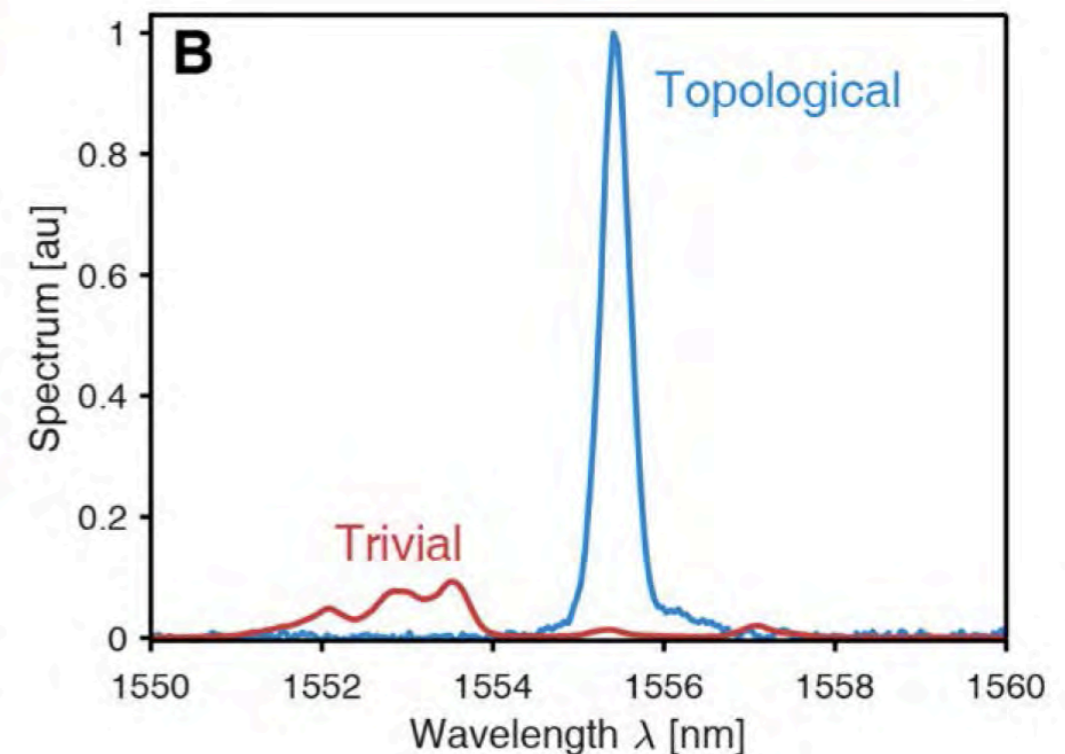 B
Topological
Trivial
Spectrum [au]
1
0.8
0.6
0.4
0.2
0
1550 1552 1554 1556 1558 1560
Wavelength λ [nm]